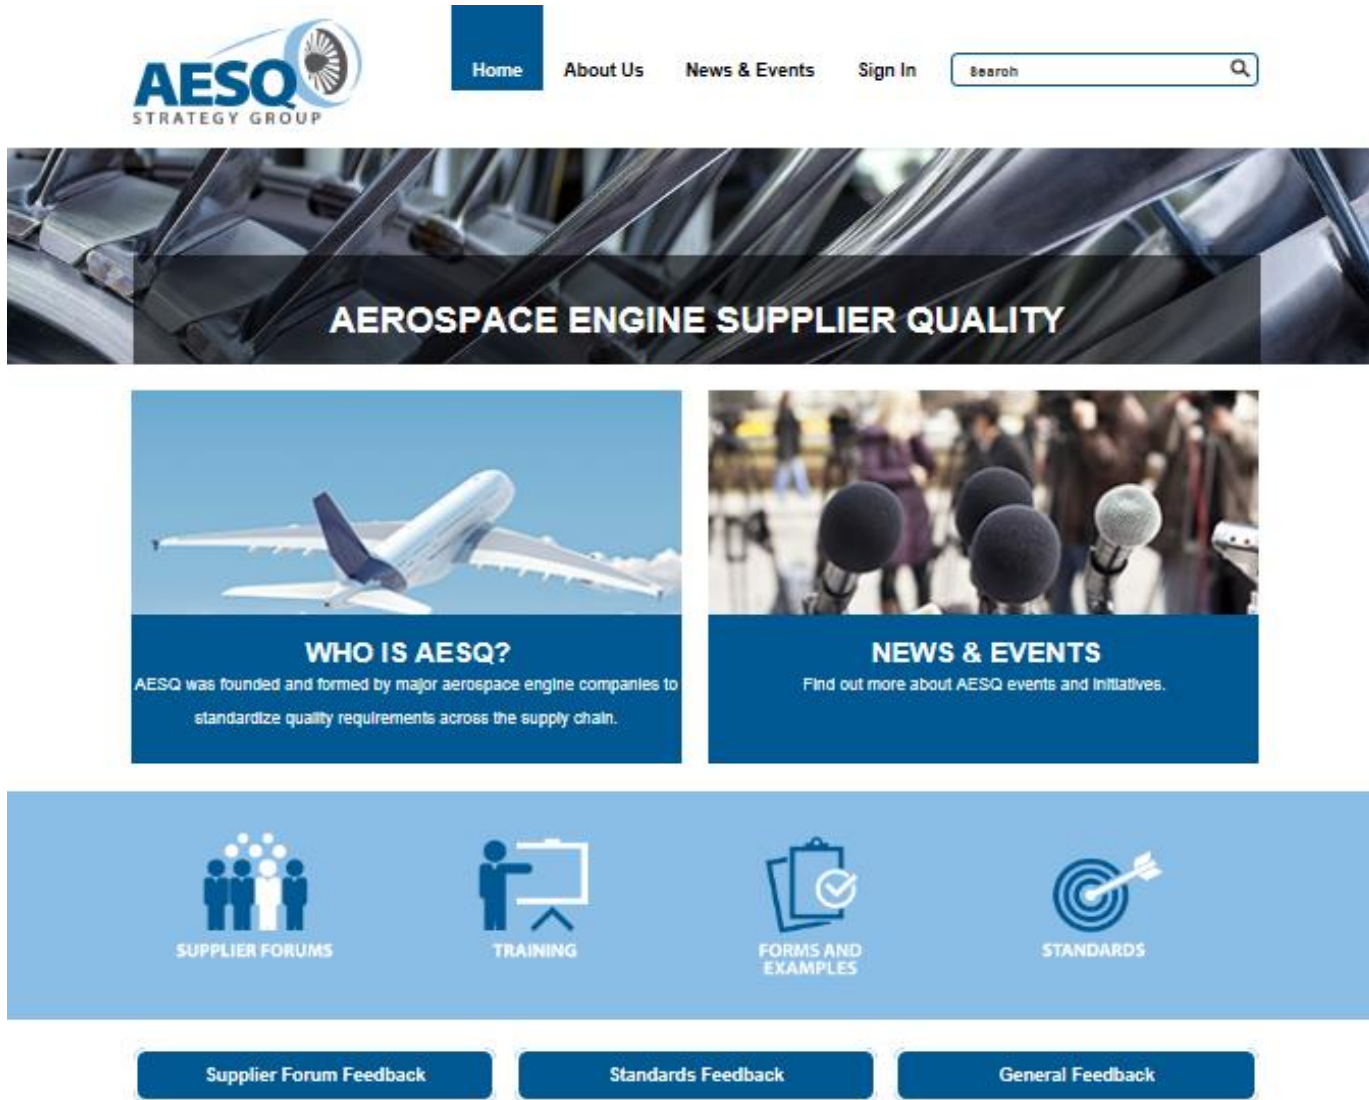 AESQ
STRATEGY GROUP
Home About Us News & Events Sign In Search
AEROSPACE ENGINE SUPPLIER QUALITY
WHO IS AESQ?
AESQ was founded and formed by major aerospace engine companies to
standardize quality requirements across the supply chain.
NEWS & EVENTS
Find out more about AESQ events and initiatives.
SUPPLIER FORUMS
TRAINING
FORMS AND
EXAMPLES
STANDARDS
Supplier Forum Feedback
Standards Feedback
General Feedback